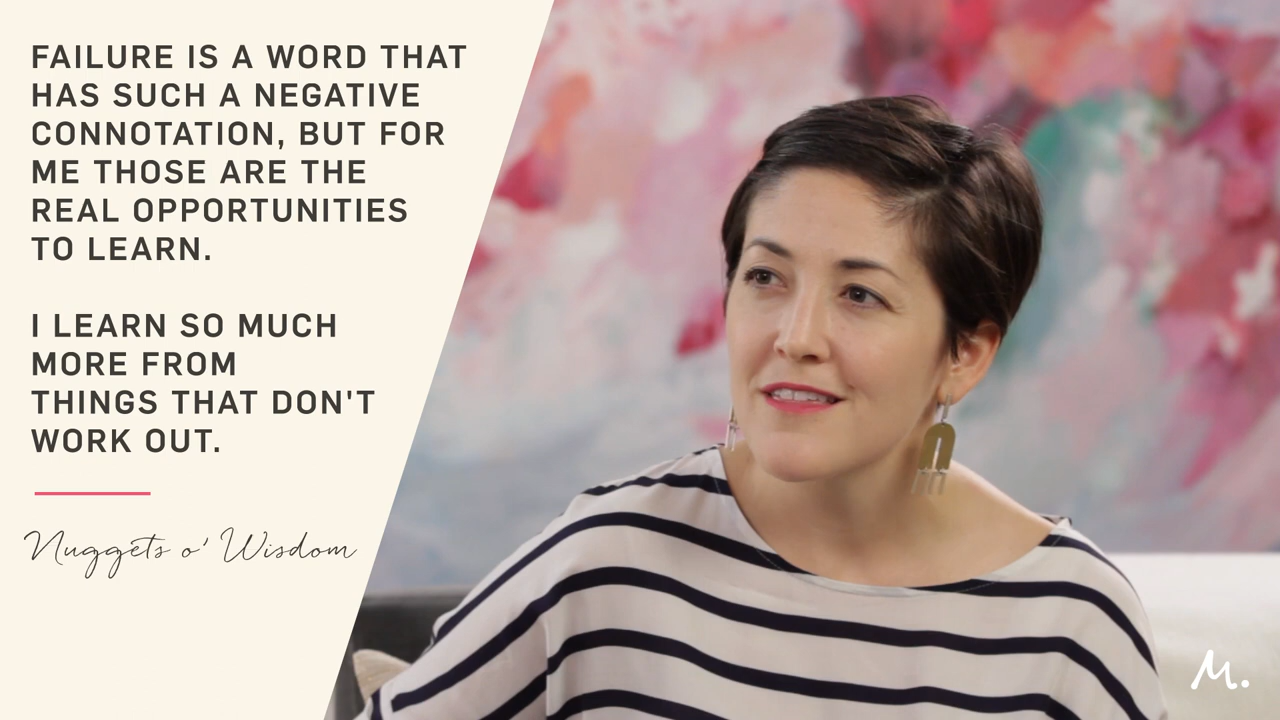 FAILURE IS A WORD THAT
HAS SUCH A NEGATIVE
CONNOTATION, BUT FOR
ME THOSE ARE THE
REAL OPPORTUNITIES
TO LEARN.
I LEARN SO MUCH
MORE FROM
THINGS THAT DON'T
WORK OUT.
Nuggets o' Wisdom
M.